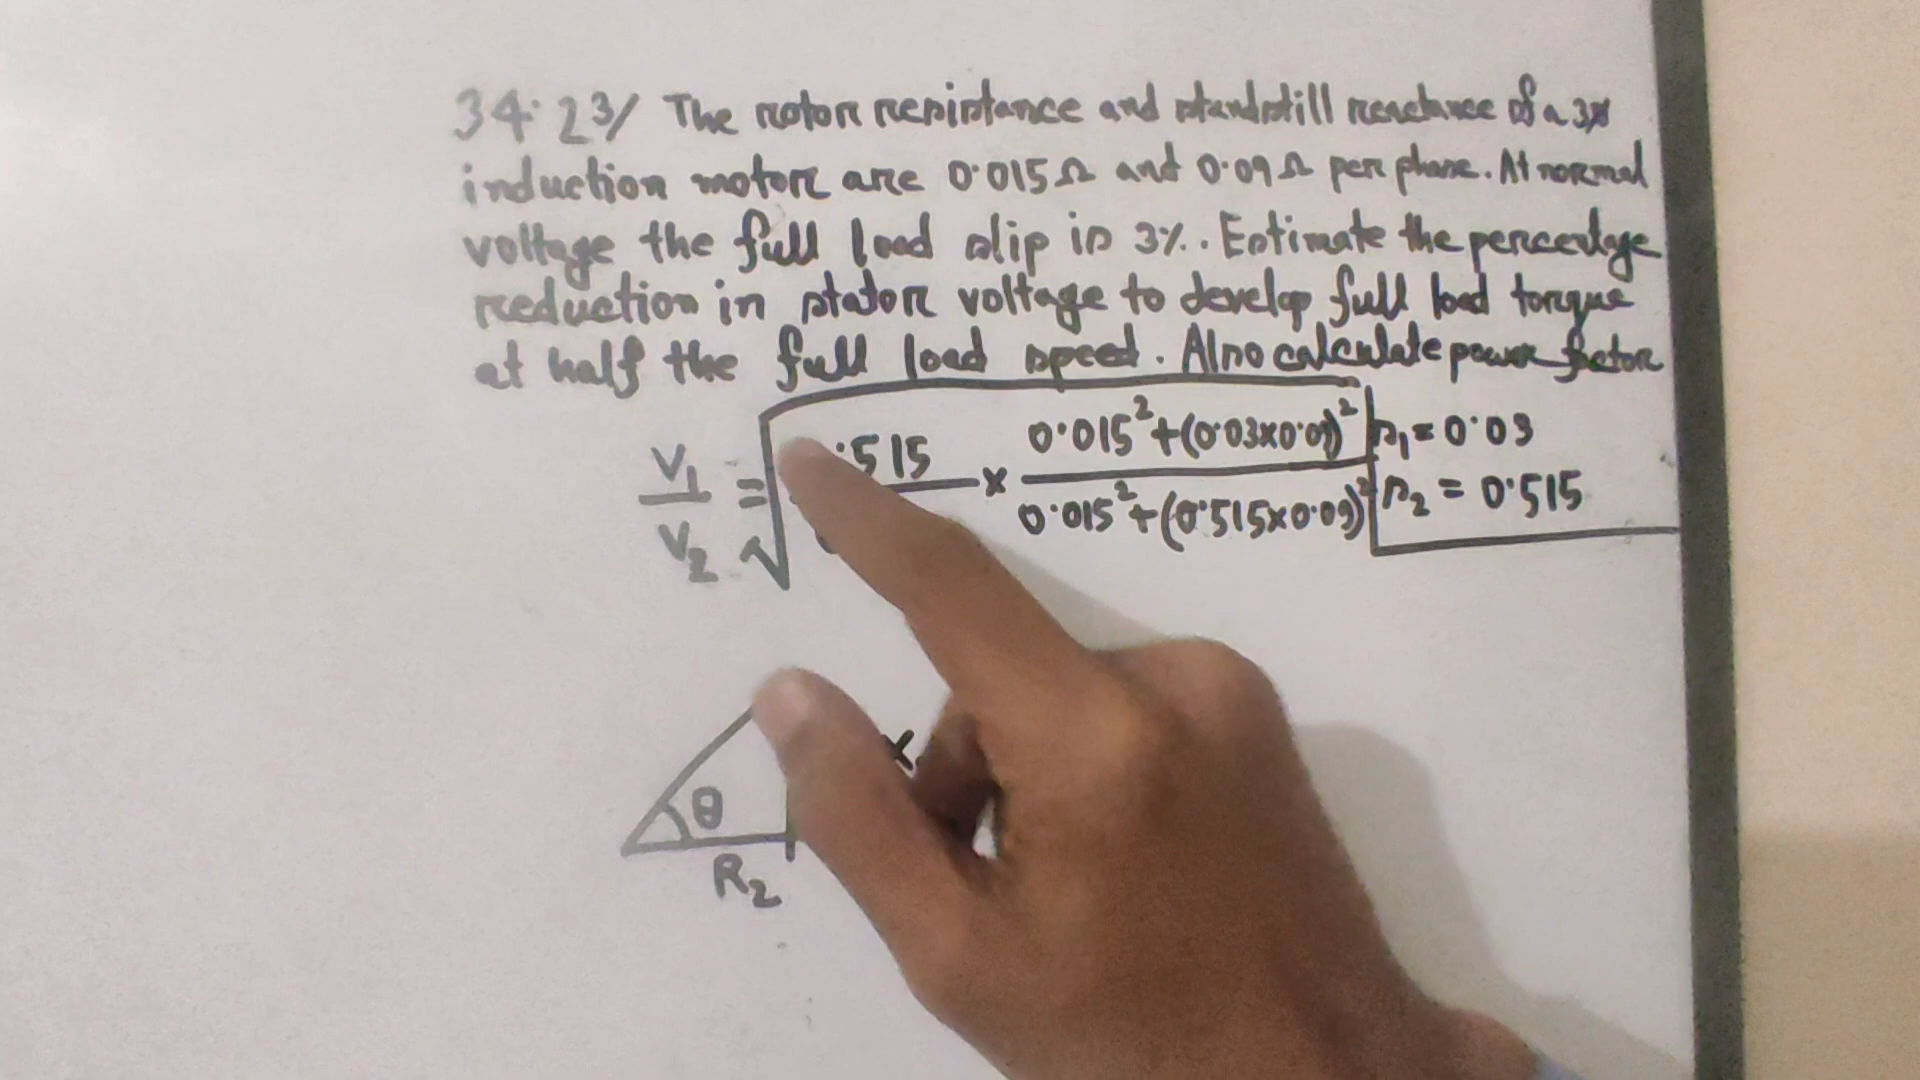 34.23/ The rotor resistance and standstill reactance of a 3φ
induction motor are 0.015Ω and 0.09Ω per phase. At normal
voltage the full load slip is 3%. Estimate the percentage
reduction in stator voltage to develop full load torque
at half the full load speed. Also calculate power factor
V₁/V₂ = √ .515 × (0.015² + (0.03×0.09)²) / (0.015² + (0.515×0.09)²)
s₁ = 0.03
s₂ = 0.515
θ
R₂